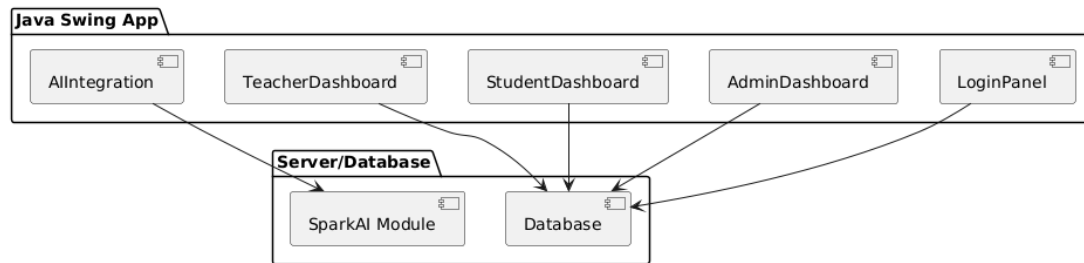 Java Swing App
AIIntegration
TeacherDashboard
StudentDashboard
AdminDashboard
LoginPanel
Server/Database
SparkAI Module
Database